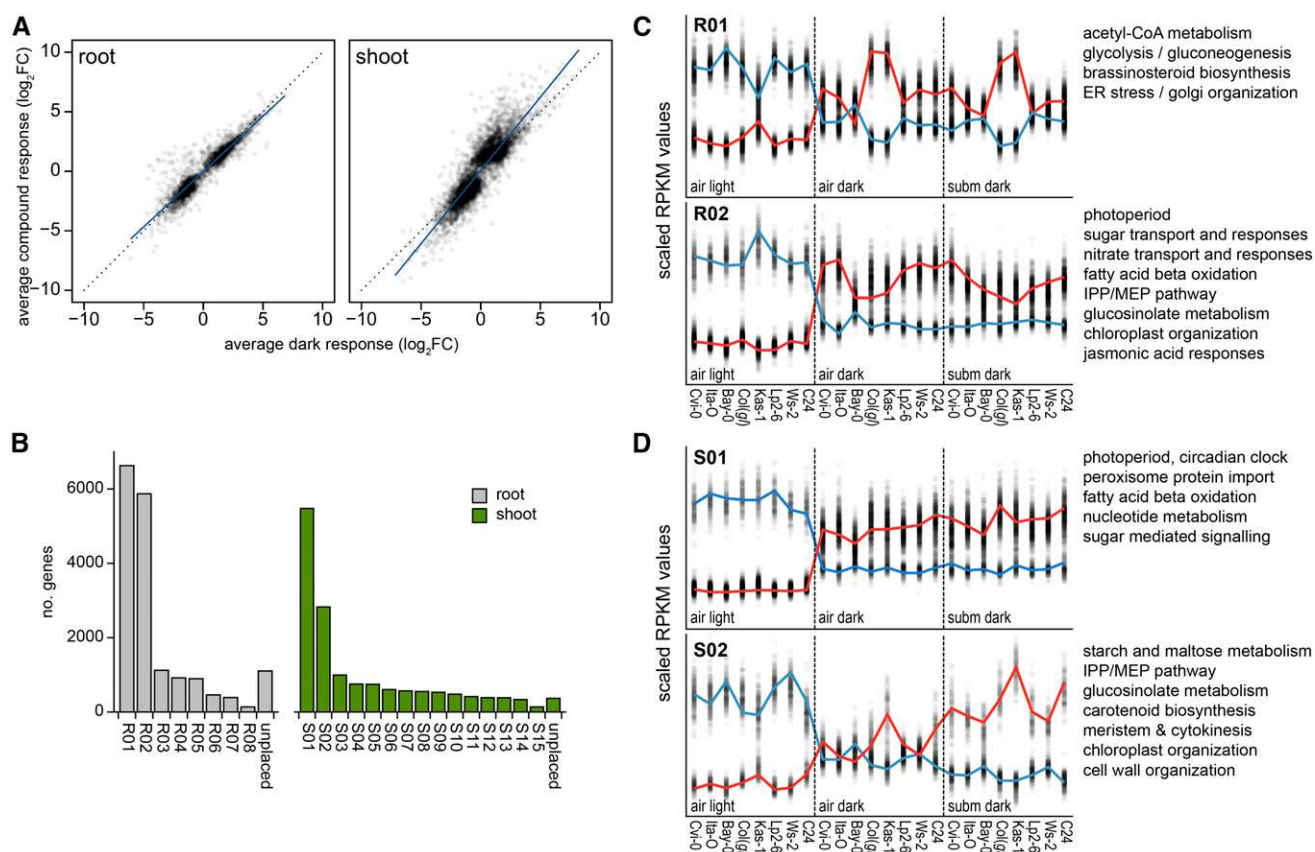 A
root
shoot
10
5
0
−5
−10
average compound response (log2FC)
−10 −5 0 5 10
−10 −5 0 5 10
average dark response (log2FC)
B
no. genes
6000
4000
2000
0
root
shoot
R01
R02
R03
R04
R05
R06
R07
R08
unplaced
S01
S02
S03
S04
S05
S06
S07
S08
S09
S10
S11
S12
S13
S14
S15
unplaced
C
R01
air light
air dark
subm dark
acetyl-CoA metabolism
glycolysis / gluconeogenesis
brassinosteroid biosynthesis
ER stress / golgi organization
scaled RPKM values
R02
air light
air dark
subm dark
photoperiod
sugar transport and responses
nitrate transport and responses
fatty acid beta oxidation
IPP/MEP pathway
glucosinolate metabolism
chloroplast organization
jasmonic acid responses
Cvi-0
Ita-O
Bay-0
Col(gl)
Kas-1
Lp2-6
Ws-2
C24
Cvi-0
Ita-O
Bay-0
Col(gl)
Kas-1
Lp2-6
Ws-2
C24
Cvi-0
Ita-O
Bay-0
Col(gl)
Kas-1
Lp2-6
Ws-2
C24
D
S01
air light
air dark
subm dark
photoperiod, circadian clock
peroxisome protein import
fatty acid beta oxidation
nucleotide metabolism
sugar mediated signalling
scaled RPKM values
S02
air light
air dark
subm dark
starch and maltose metabolism
IPP/MEP pathway
glucosinolate metabolism
carotenoid biosynthesis
meristem & cytokinesis
chloroplast organization
cell wall organization
Cvi-0
Ita-O
Bay-0
Col(gl)
Kas-1
Lp2-6
Ws-2
C24
Cvi-0
Ita-O
Bay-0
Col(gl)
Kas-1
Lp2-6
Ws-2
C24
Cvi-0
Ita-O
Bay-0
Col(gl)
Kas-1
Lp2-6
Ws-2
C24